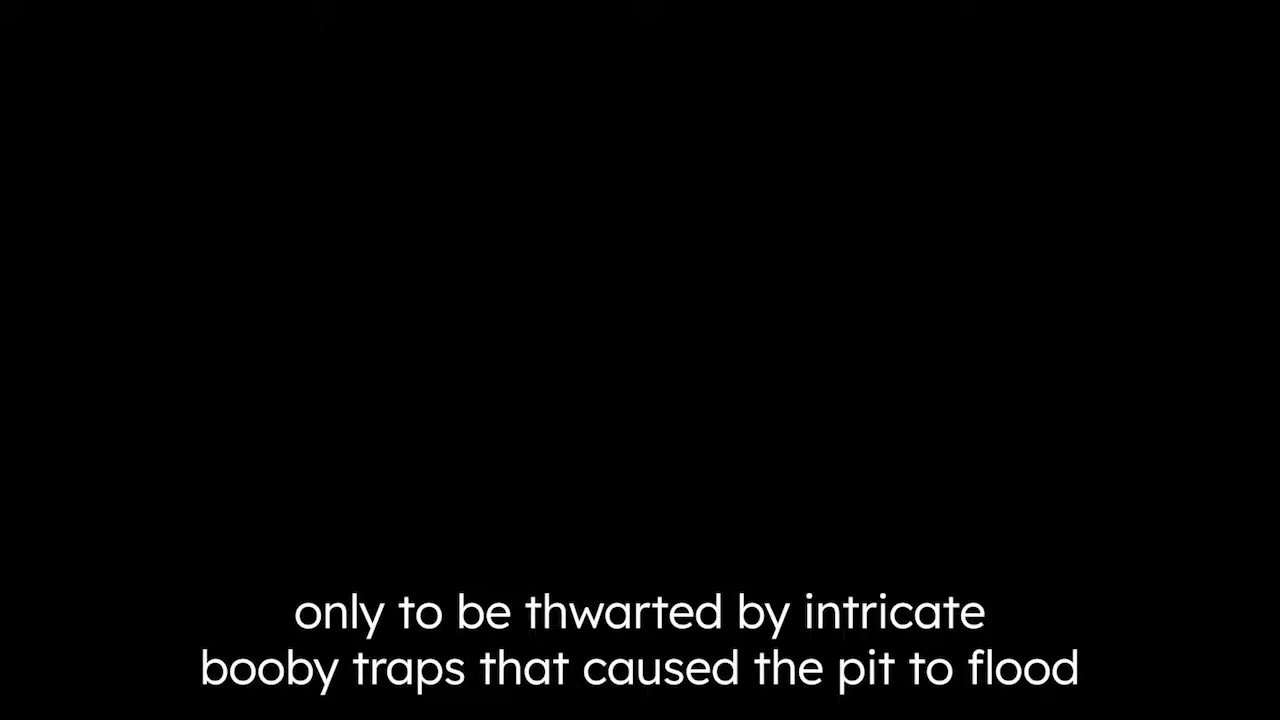 only to be thwarted by intricate
booby traps that caused the pit to flood